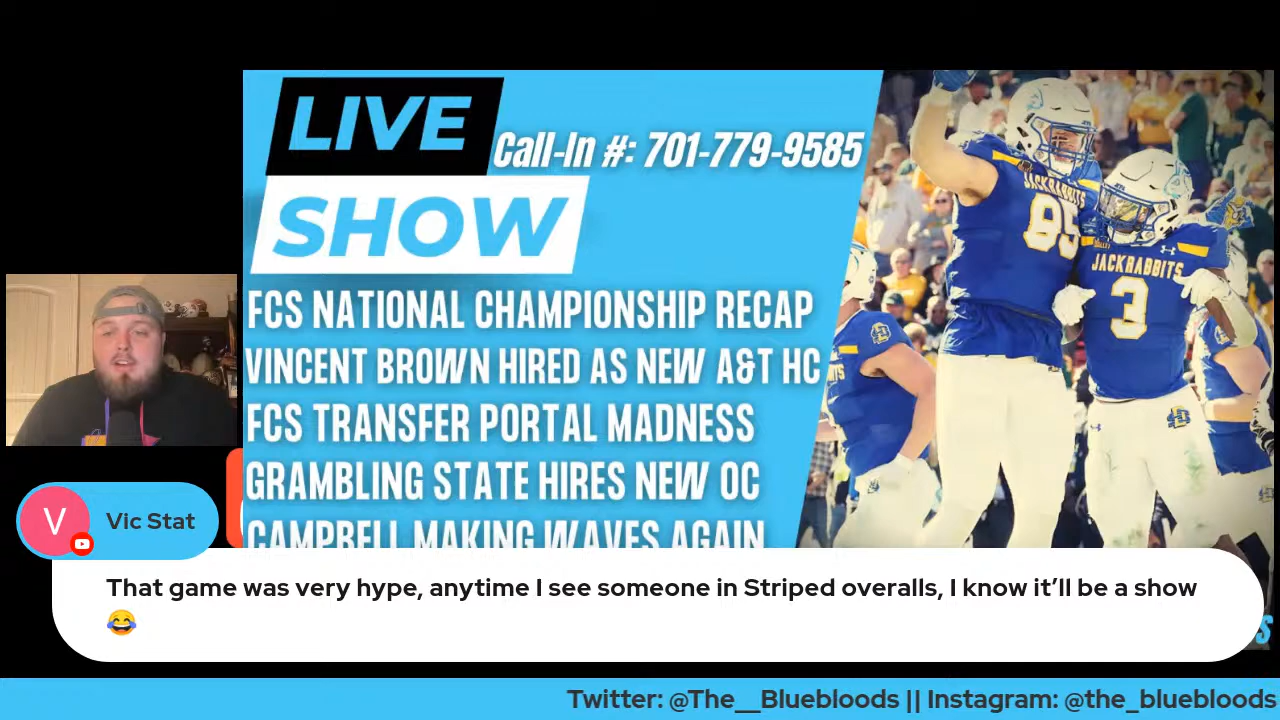 LIVE
Call-In #: 701-779-9585
SHOW
FCS NATIONAL CHAMPIONSHIP RECAP
VINCENT BROWN HIRED AS NEW A&T HC
FCS TRANSFER PORTAL MADNESS
GRAMBLING STATE HIRES NEW OC
CAMPBELL MAKING WAVES AGAIN
JACKRABBITS
85
JACKRABBITS
3
V
Vic Stat
That game was very hype, anytime I see someone in Striped overalls, I know it’ll be a show
😂
Twitter: @The__Bluebloods || Instagram: @the_bluebloods